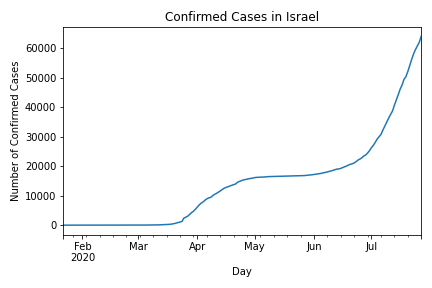 Confirmed Cases in Israel
Number of Confirmed Cases
60000
50000
40000
30000
20000
10000
0
Feb Mar Apr May Jun Jul
2020
Day